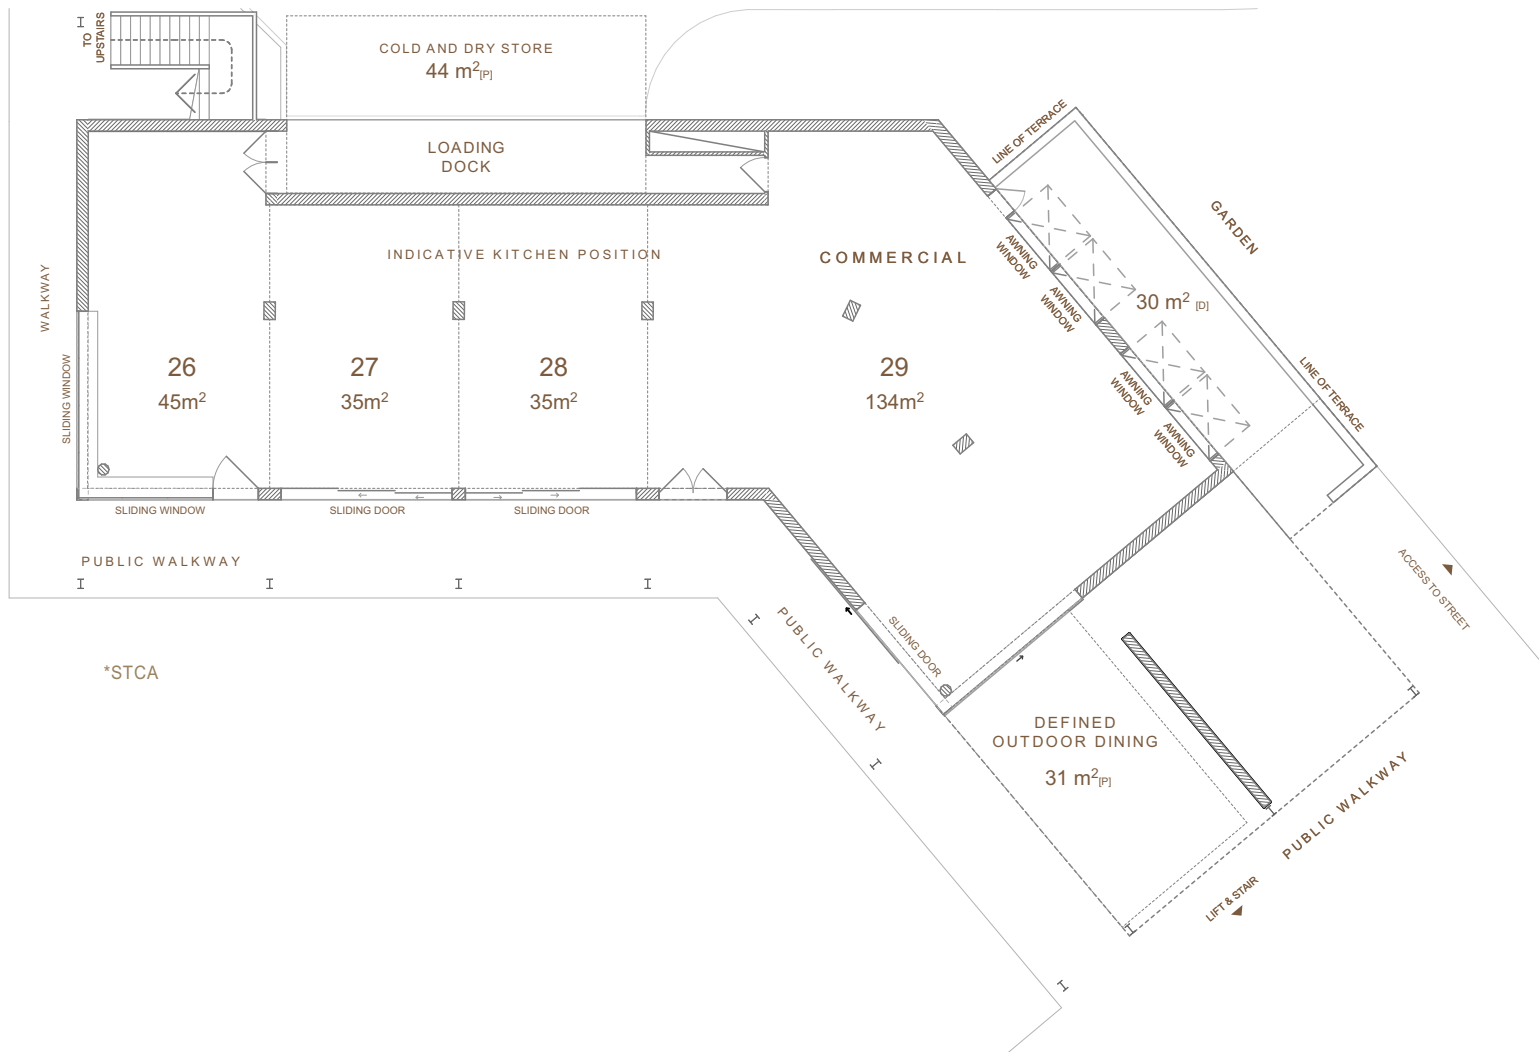 TO
UPSTAIRS
COLD AND DRY STORE
44 m²[P]
LOADING
DOCK
LINE OF TERRACE
GARDEN
INDICATIVE KITCHEN POSITION
COMMERCIAL
AWNING
WINDOW
AWNING
WINDOW
30 m² [D]
WALKWAY
SLIDING WINDOW
26
45m²
27
35m²
28
35m²
29
134m²
AWNING
WINDOW
AWNING
WINDOW
LINE OF TERRACE
SLIDING WINDOW
SLIDING DOOR
SLIDING DOOR
PUBLIC WALKWAY
ACCESS TO STREET
PUBLIC WALKWAY
SLIDING DOOR
*STCA
DEFINED
OUTDOOR DINING
31 m²[P]
PUBLIC WALKWAY
LIFT & STAIR